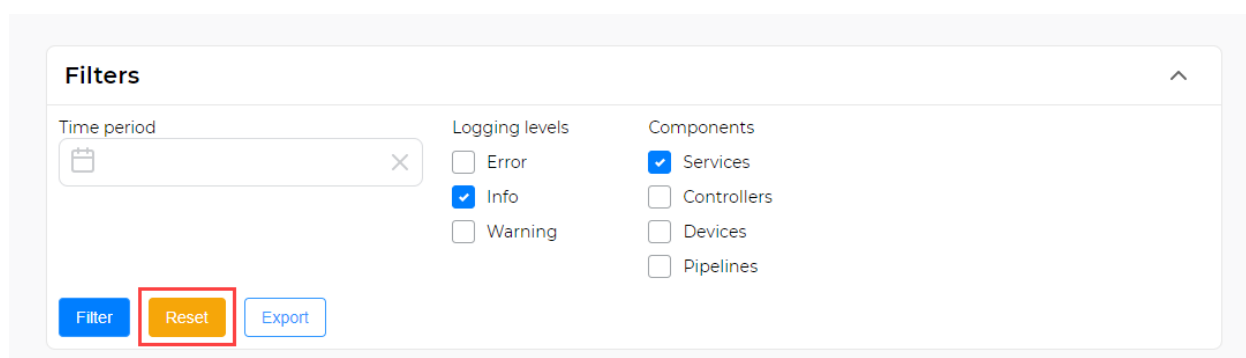 Filters
Time period
Logging levels
Error
Info
Warning
Components
Services
Controllers
Devices
Pipelines
Filter
Reset
Export